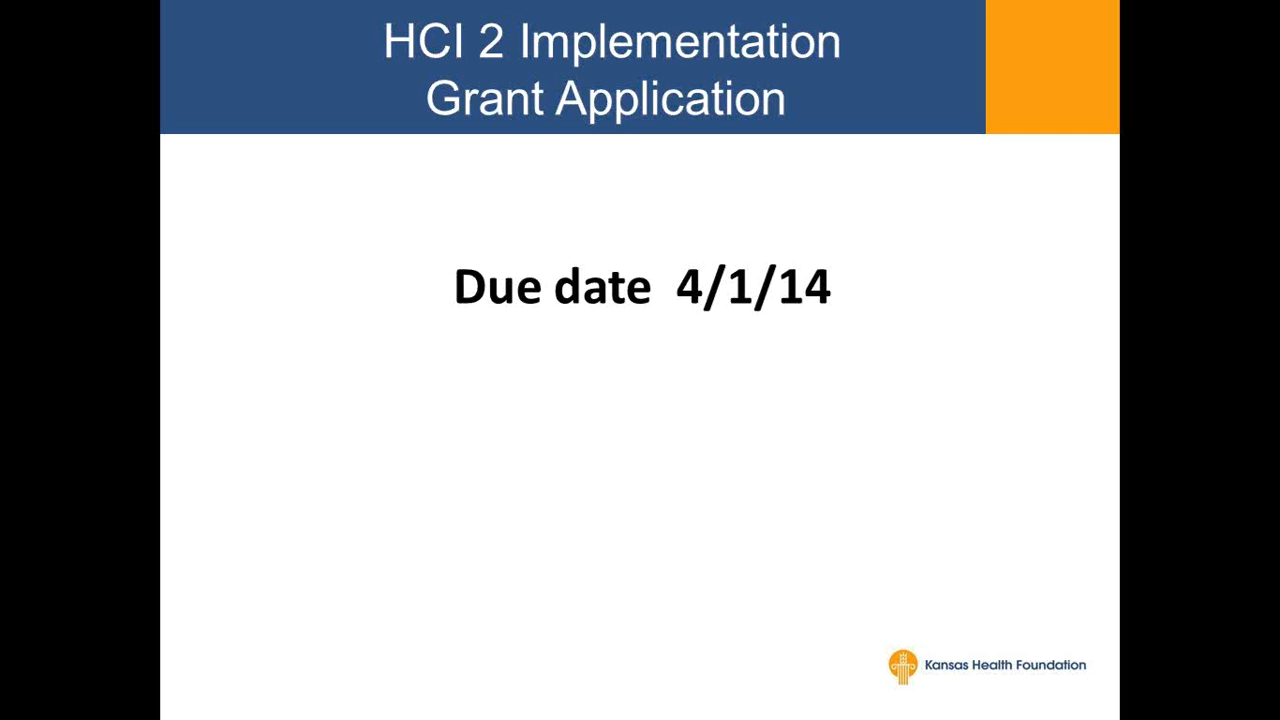 HCI 2 Implementation
Grant Application
Due date  4/1/14
Kansas Health Foundation